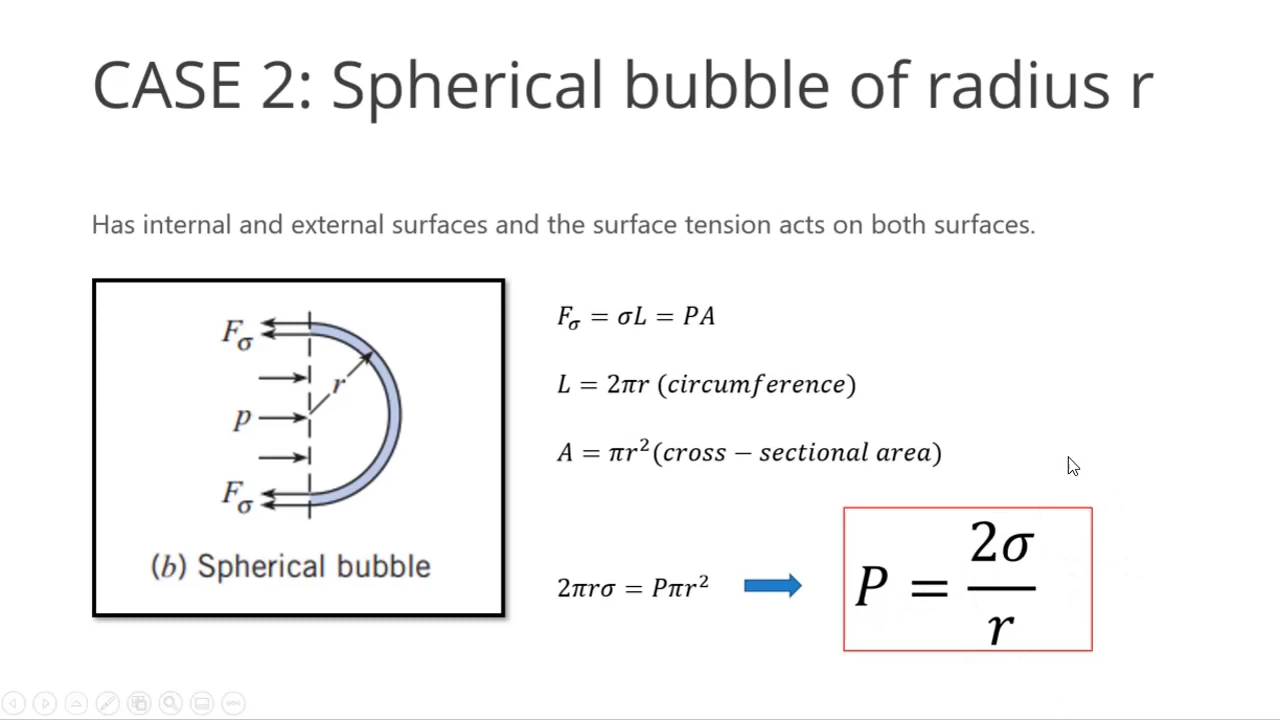 CASE 2: Spherical bubble of radius r
Has internal and external surfaces and the surface tension acts on both surfaces.
Fσ
r
p
Fσ
(b) Spherical bubble
Fσ = σL = PA
L = 2πr (circumference)
A = πr²(cross − sectional area)
2πrσ = Pπr²
P = 2σ/r